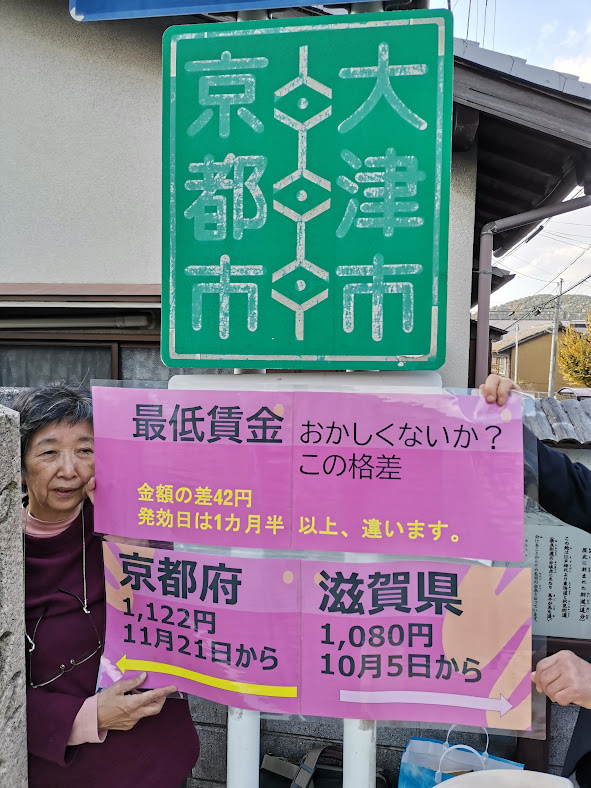 京都市
大津市
最低賃金 おかしくないか？
この格差
金額の差42円
発効日は1カ月半 以上、違います。
京都府
1,122円
11月21日から
滋賀県
1,080円
10月5日から